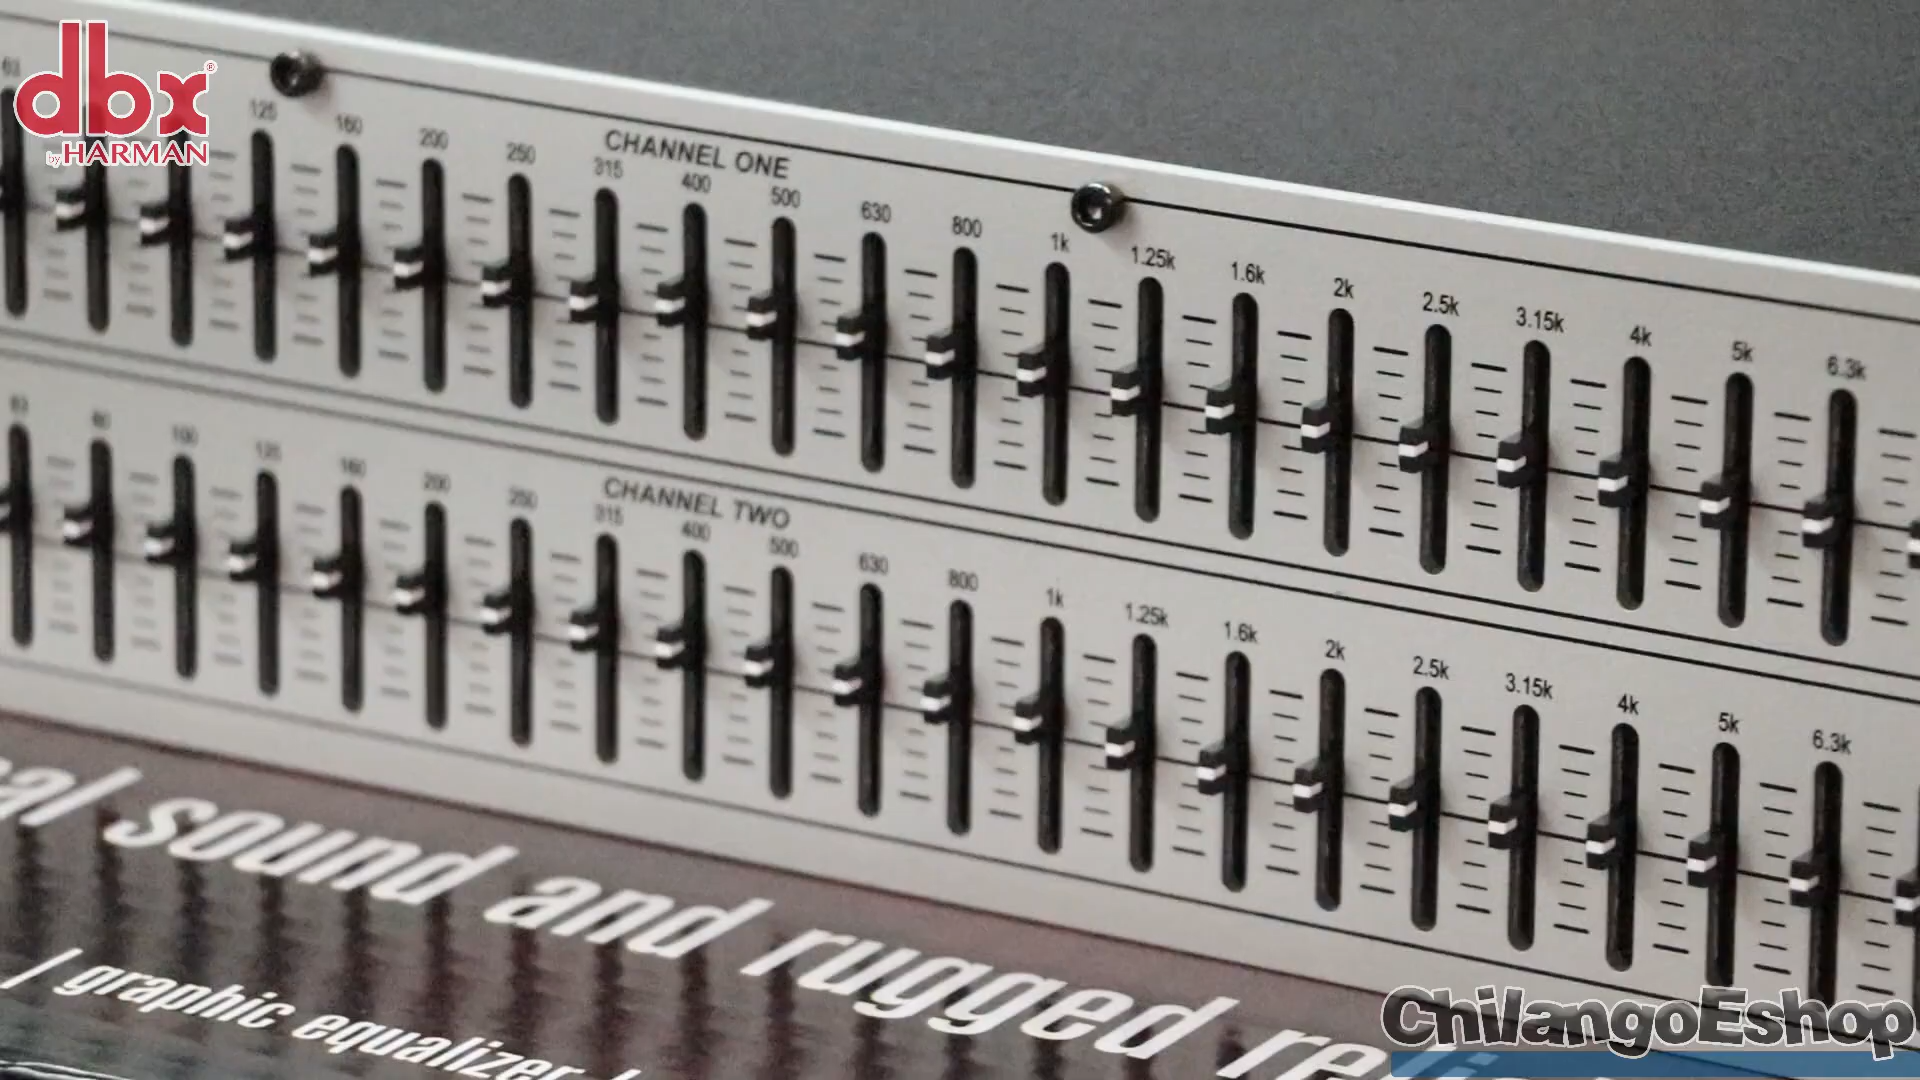 dbx®
by HARMAN
CHANNEL ONE
63 125 160 200 250 315 400 500 630 800 1k 1.25k 1.6k 2k 2.5k 3.15k 4k 5k 6.3k
CHANNEL TWO
63 80 100 125 160 200 250 315 400 500 630 800 1k 1.25k 1.6k 2k 2.5k 3.15k 4k 5k 6.3k
sound and rugged
| graphic equalizer |
ChilangoEshop